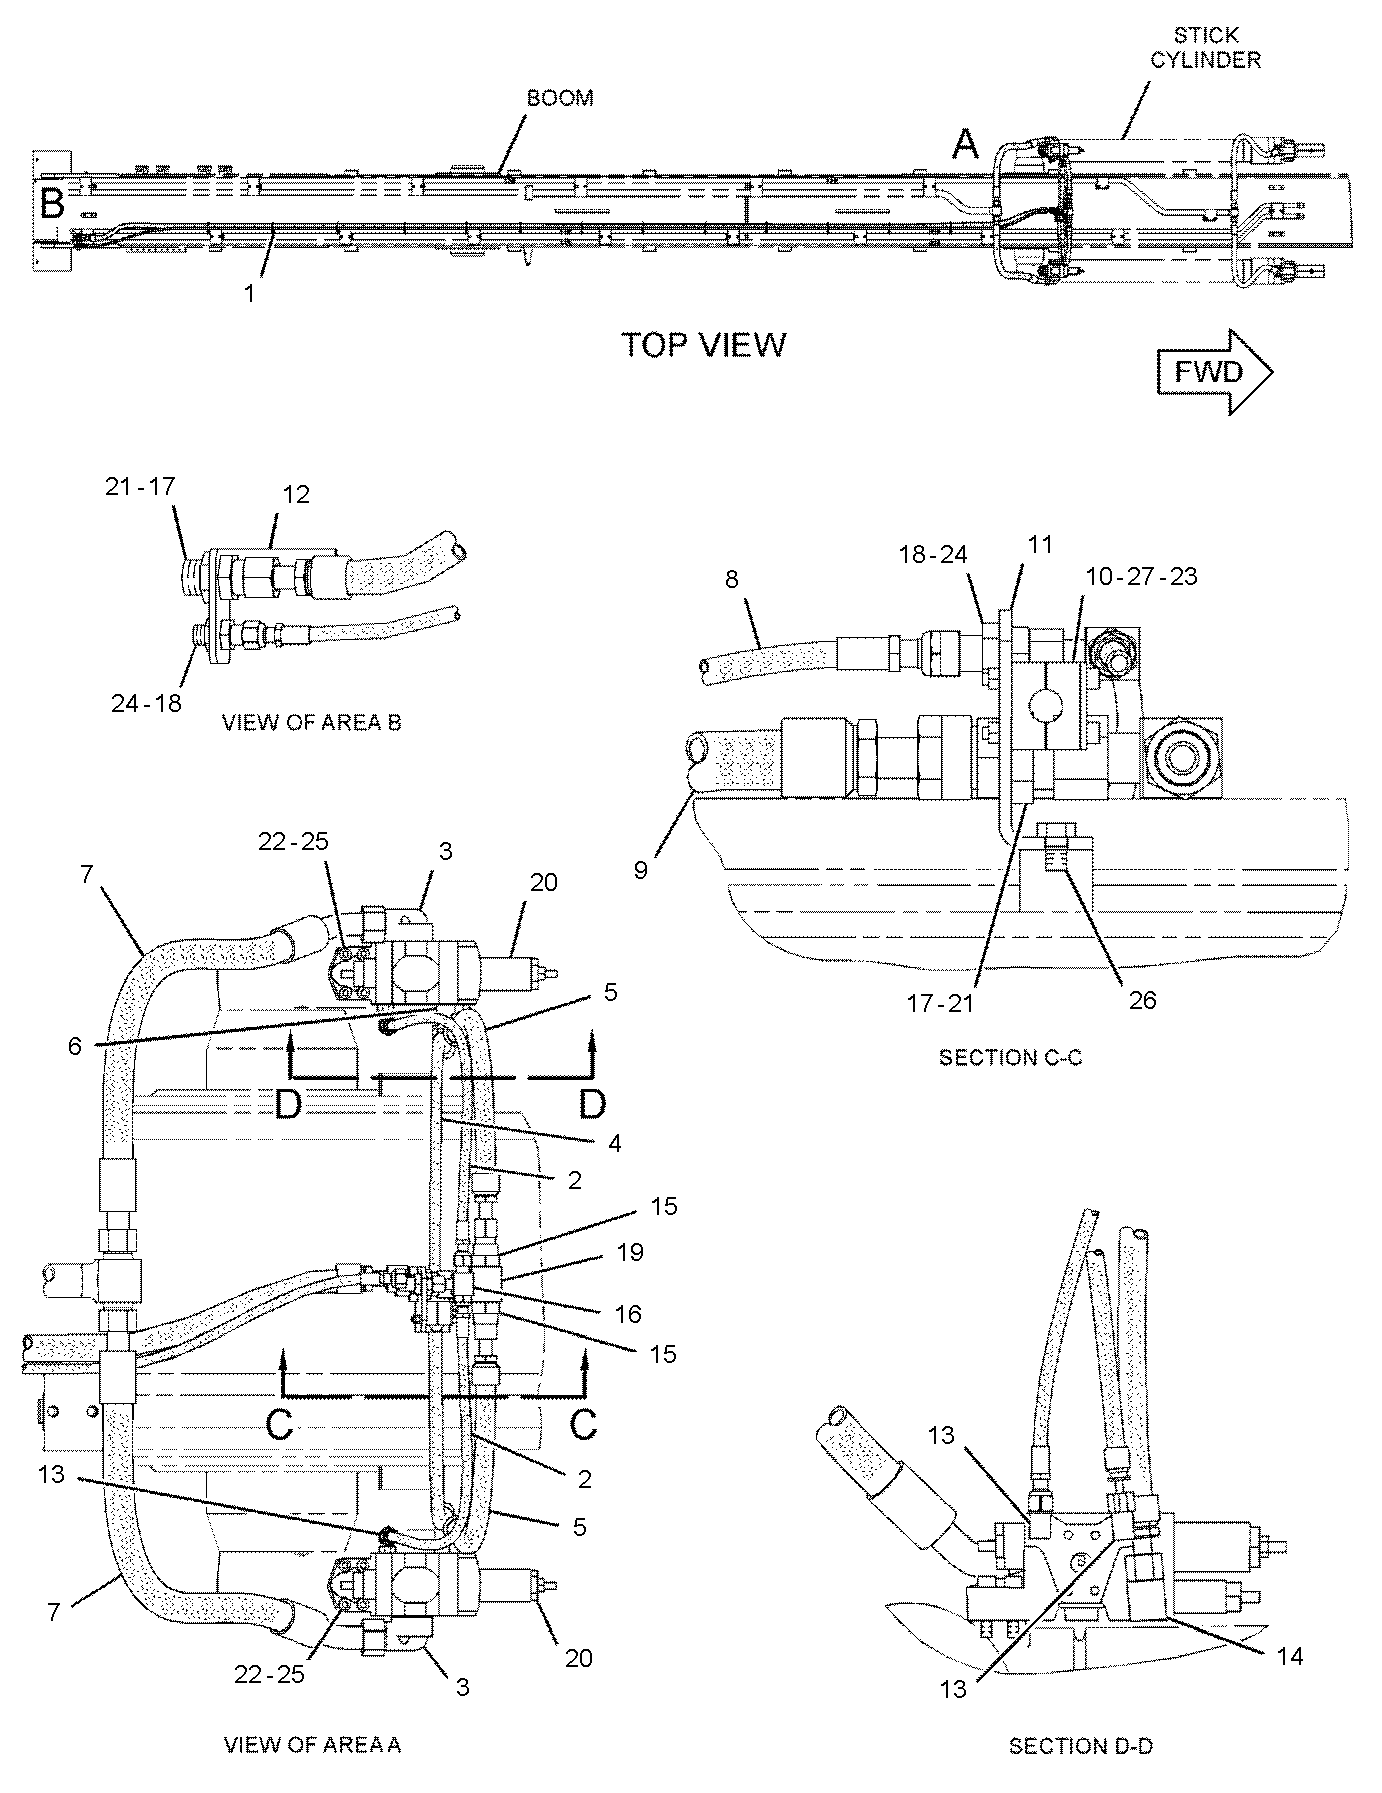 STICK
CYLINDER
BOOM
A
B
1
TOP VIEW
FWD
21-17
12
24-18
VIEW OF AREA B
8
18-24
11
10-27-23
9
17-21
26
SECTION C-C
22-25
3
7
20
5
6
D
D
4
2
15
19
16
15
C
C
13
2
5
7
22-25
3
20
VIEW OF AREA A
13
S
14
13
SECTION D-D